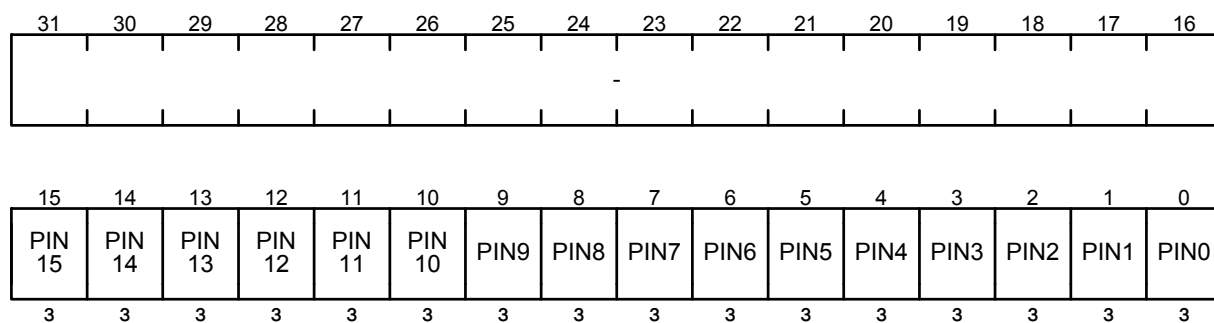 31 30 29 28 27 26 25 24 23 22 21 20 19 18 17 16
-
15 14 13 12 11 10 9 8 7 6 5 4 3 2 1 0
PIN 15 PIN 14 PIN 13 PIN 12 PIN 11 PIN 10 PIN9 PIN8 PIN7 PIN6 PIN5 PIN4 PIN3 PIN2 PIN1 PIN0
3 3 3 3 3 3 3 3 3 3 3 3 3 3 3 3